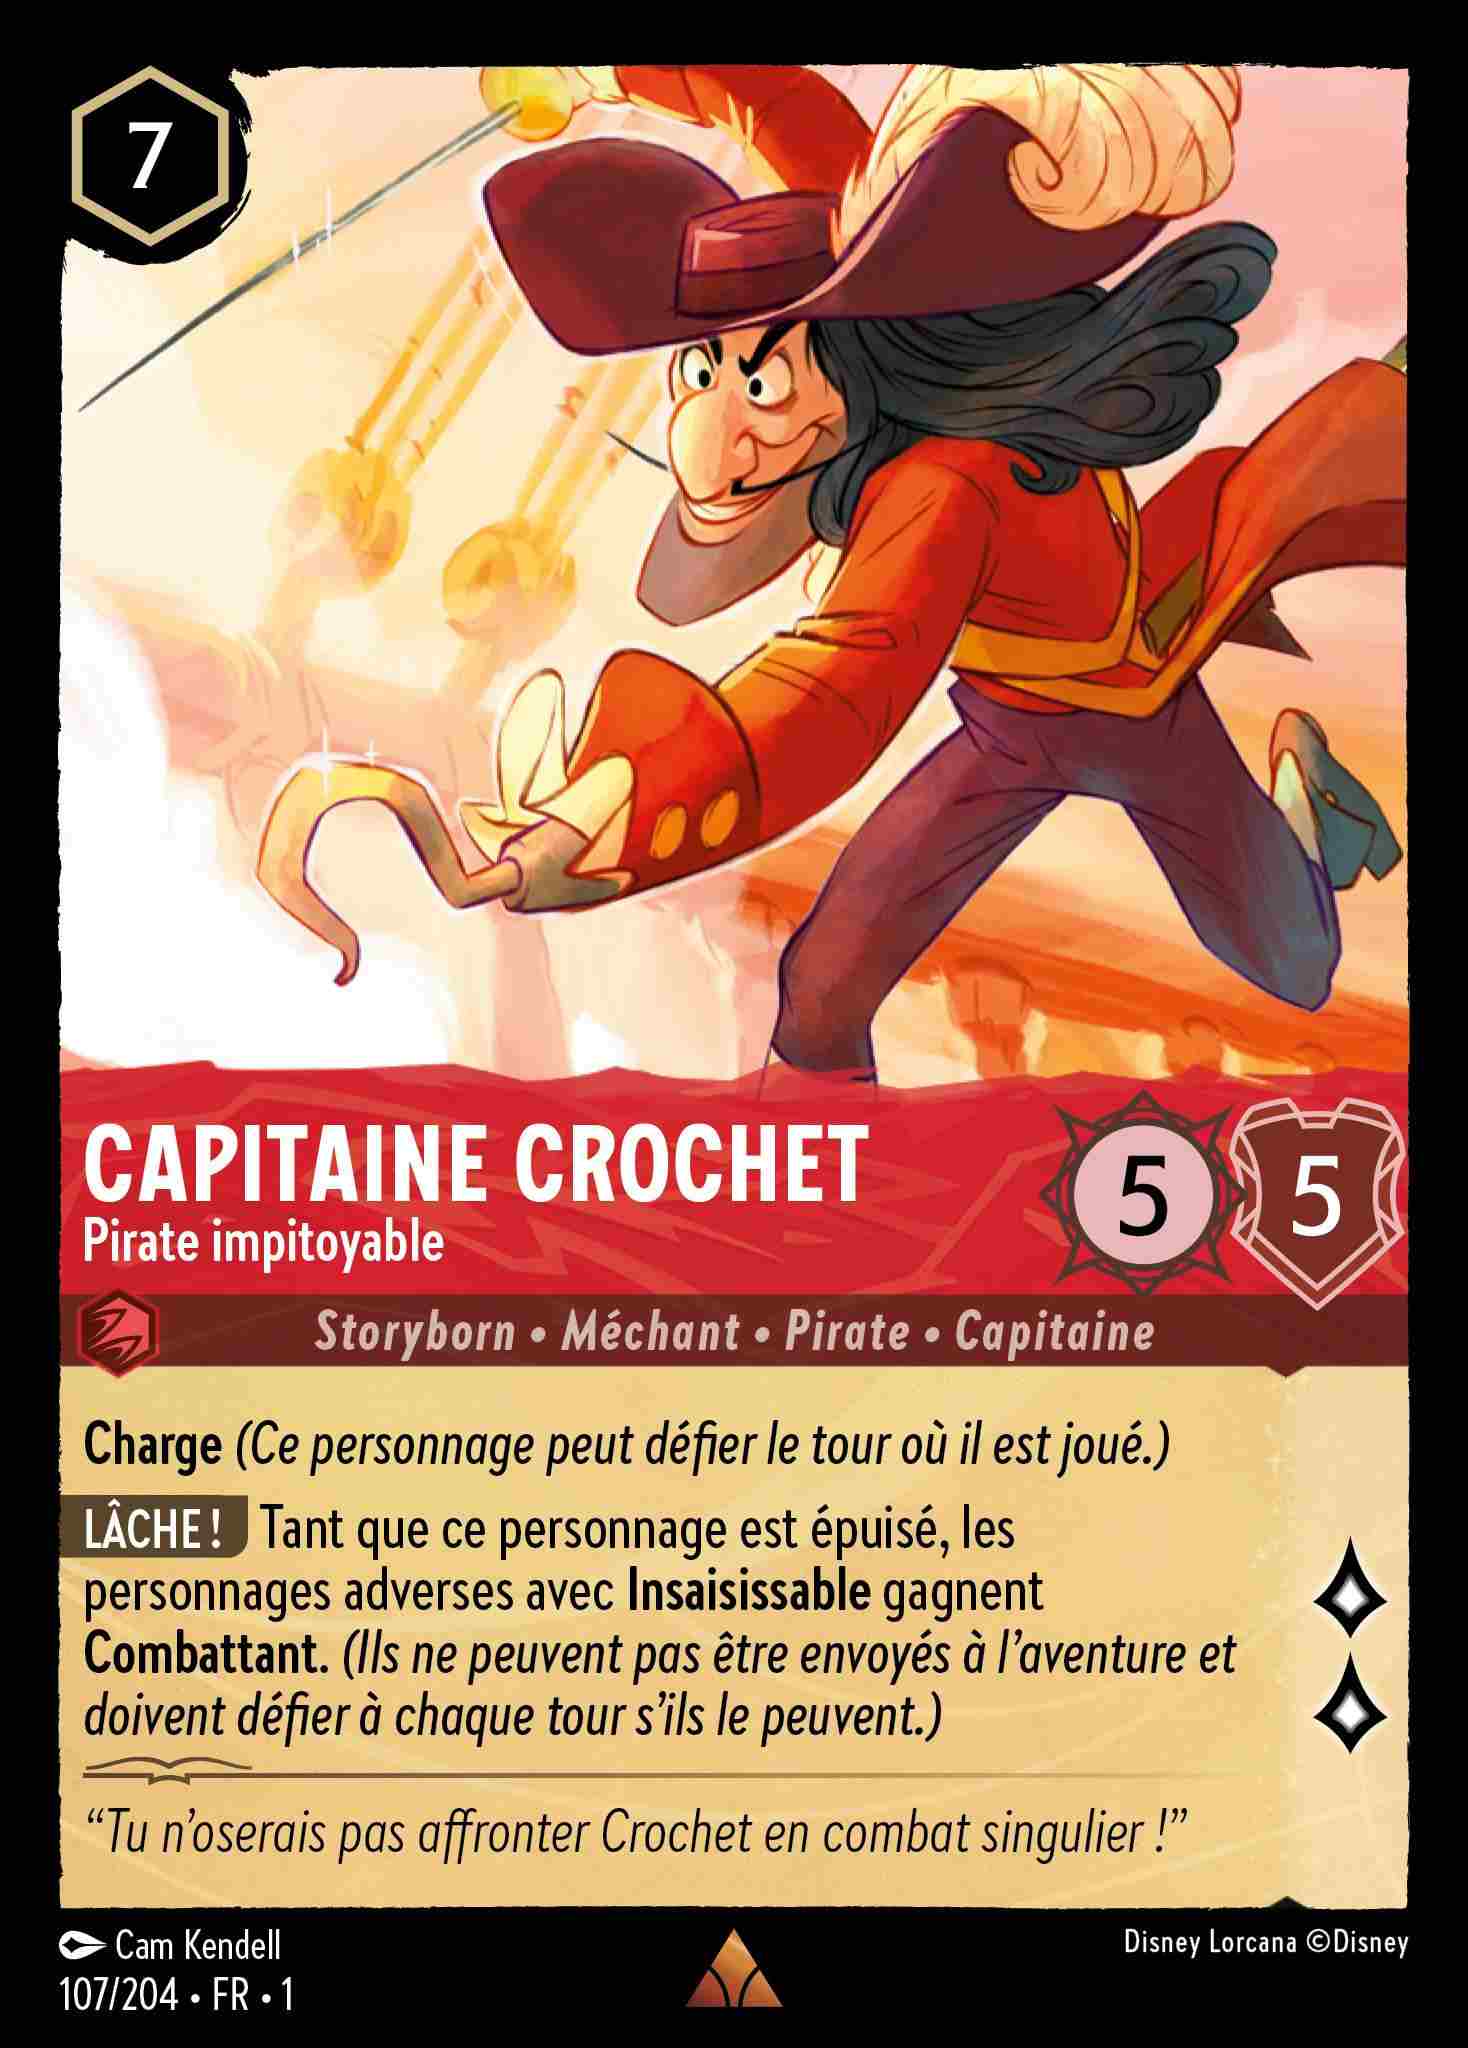 7
CAPITAINE CROCHET
Pirate impitoyable
5
5
Storyborn • Méchant • Pirate • Capitaine
Charge (Ce personnage peut défier le tour où il est joué.)
LÂCHE ! Tant que ce personnage est épuisé, les
personnages adverses avec Insaisissable gagnent
Combattant. (Ils ne peuvent pas être envoyés à l’aventure et
doivent défier à chaque tour s’ils le peuvent.)
“Tu n’oserais pas affronter Crochet en combat singulier !”
Cam Kendell
Disney Lorcana ©Disney
107/204 • FR • 1